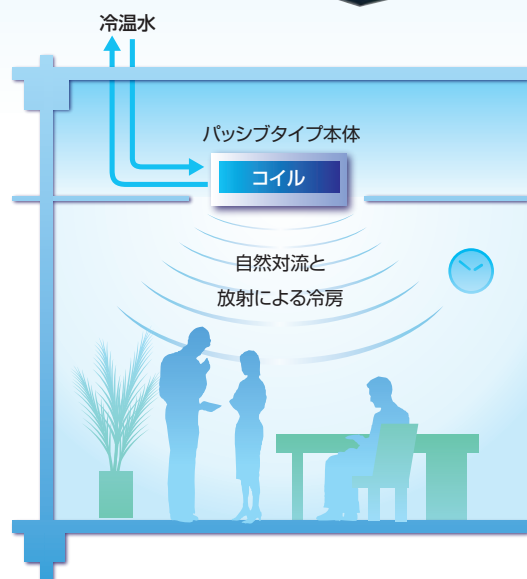 冷温水
パッシブタイプ本体
コイル
自然対流と
放射による冷房